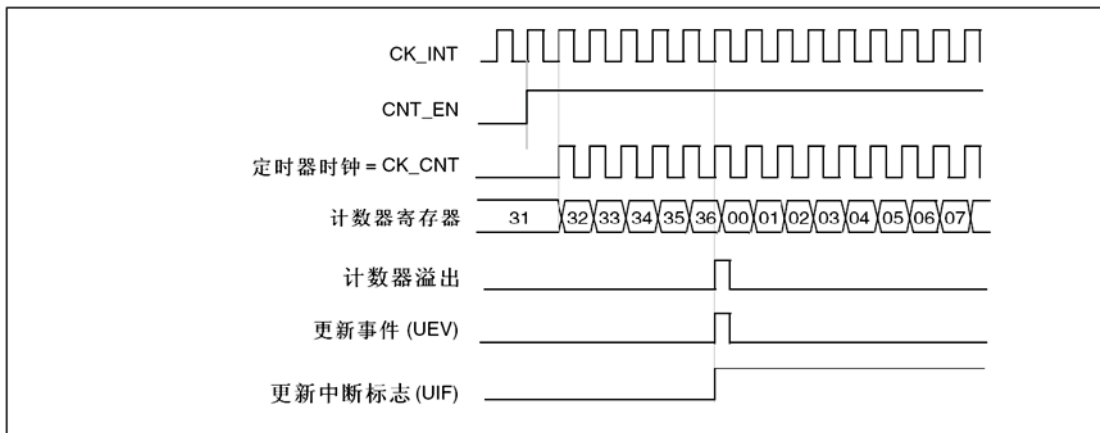 CK_INT
CNT_EN
定时器时钟 = CK_CNT
计数器寄存器 31 32 33 34 35 36 00 01 02 03 04 05 06 07
计数器溢出
更新事件 (UEV)
更新中断标志 (UIF)